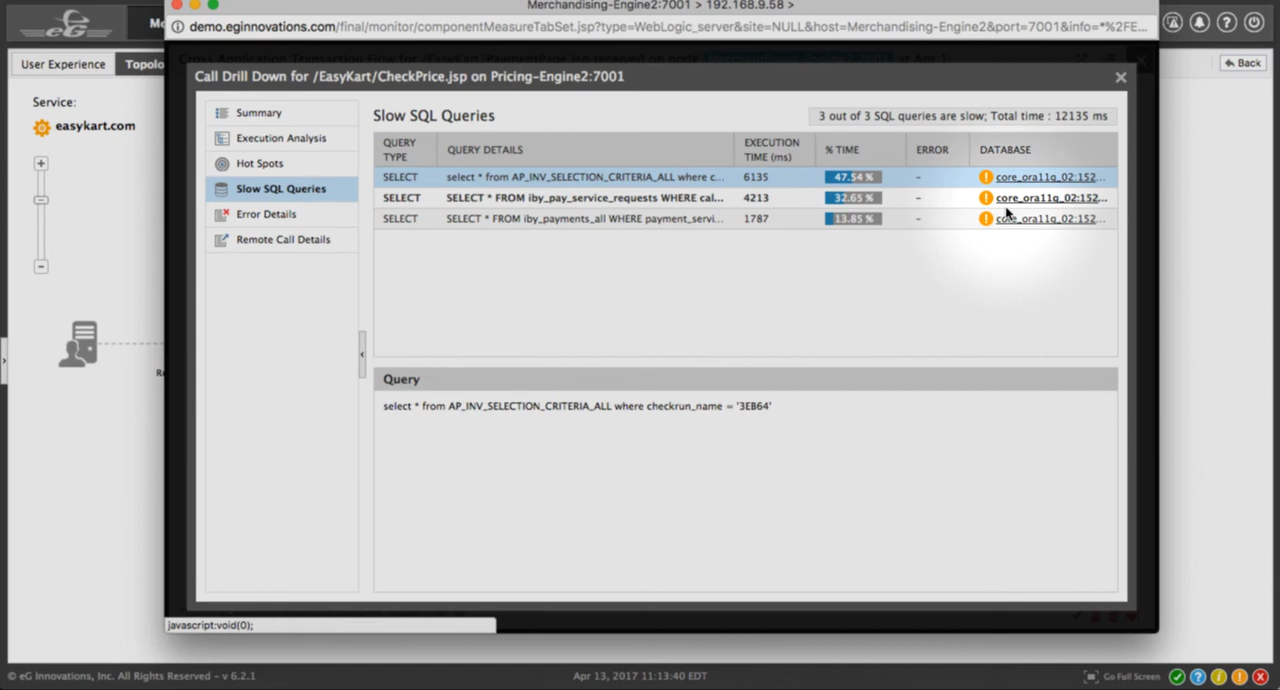 Merchandising-Engine2:7001 > 192.168.9.58 >
demo.eginnovations.com/final/monitor/componentMeasureTabSet.jsp?type=WebLogic_server&site=NULL&host=Merchandising-Engine2&port=7001&info=*%2FE...
eG
User Experience
Topolo
Back
Service:
easykart.com
Call Drill Down for /EasyKart/CheckPrice.jsp on Pricing-Engine2:7001
Summary
Execution Analysis
Hot Spots
Slow SQL Queries
Error Details
Remote Call Details
Slow SQL Queries
3 out of 3 SQL queries are slow; Total time : 12135 ms
QUERY TYPE QUERY DETAILS EXECUTION TIME (ms) % TIME ERROR DATABASE
SELECT select * from AP_INV_SELECTION_CRITERIA_ALL where c... 6135 47.54 % – core_ora11g_02:152...
SELECT SELECT * FROM iby_pay_service_requests WHERE cal... 4213 32.65 % – core_ora11g_02:152...
SELECT SELECT * FROM iby_payments_all WHERE payment_servi... 1787 13.85 % – core_ora11g_02:152...
Query
select * from AP_INV_SELECTION_CRITERIA_ALL where checkrun_name = '3EB64'
javascript:void(0);
© eG Innovations, Inc. All Rights Reserved – v 6.2.1
Apr 13, 2017 11:13:40 EDT
Go Full Screen